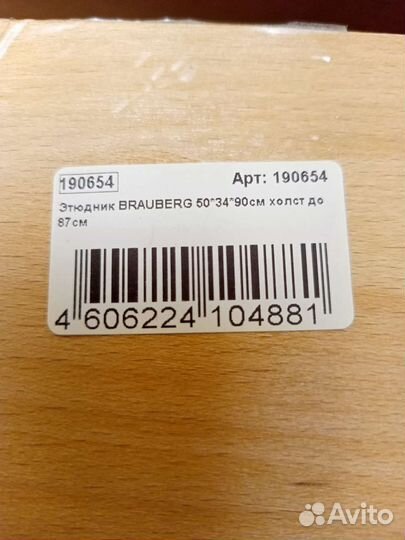 190654 Арт: 190654
Этюдник BRAUBERG 50*34*90см холст до
87см
4 606224 104881
Avito